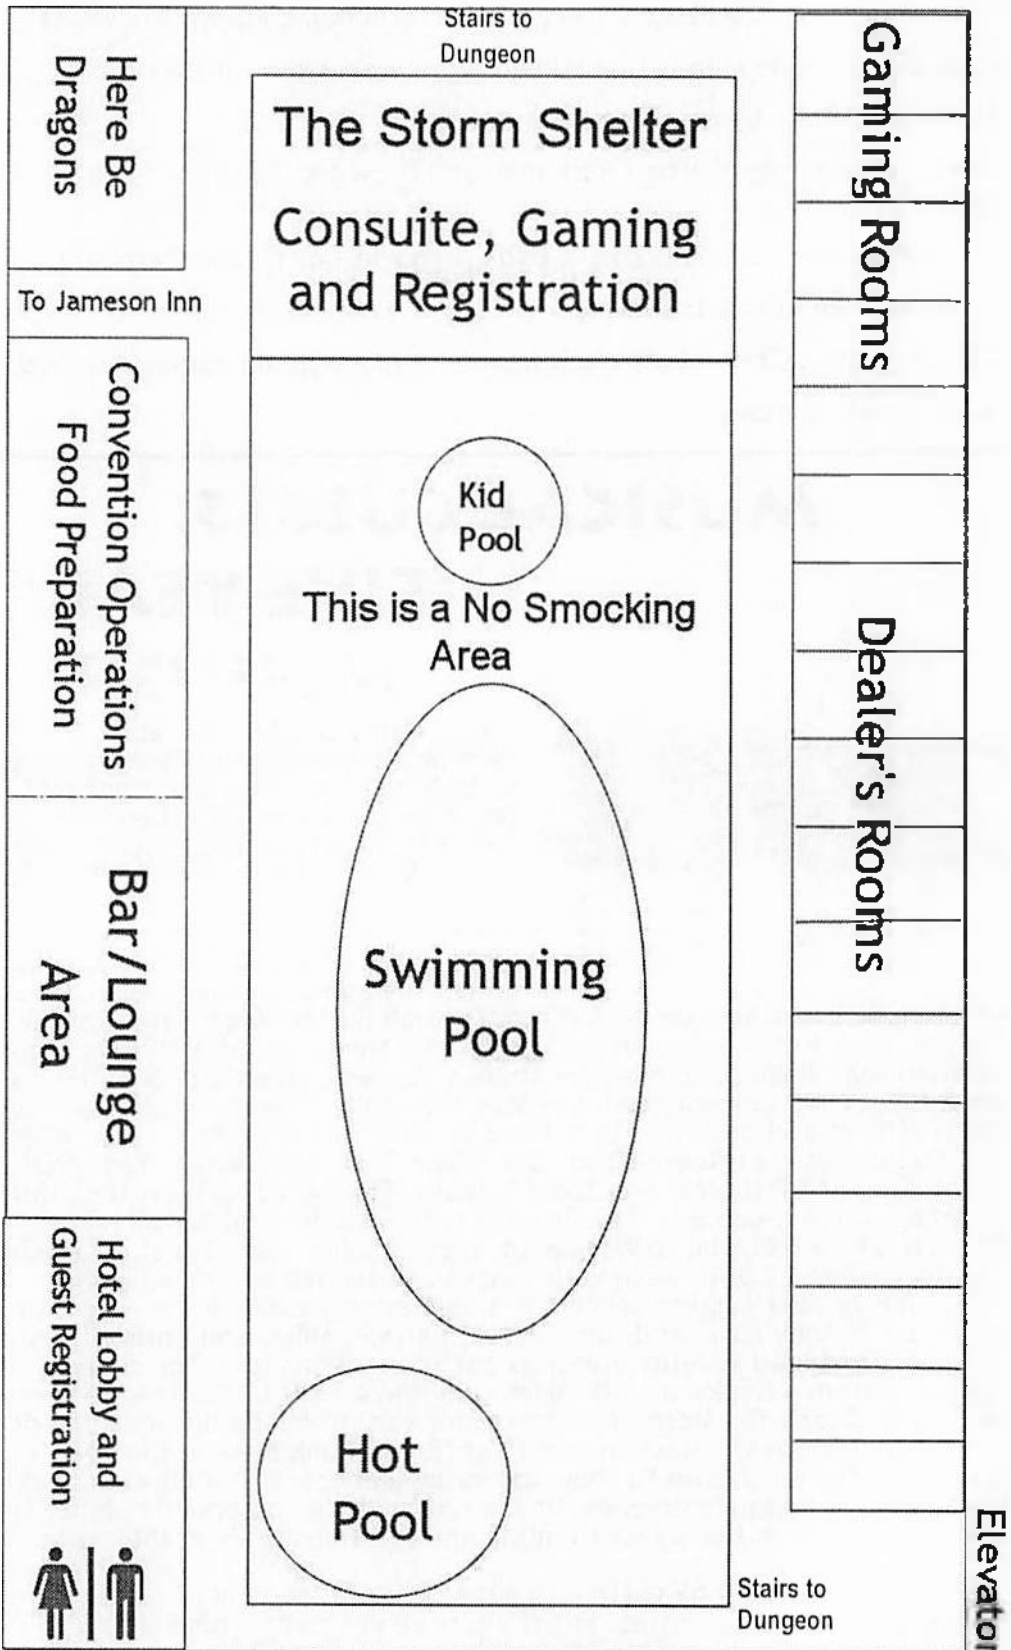 Stairs to
Dungeon
The Storm Shelter
Consuite, Gaming
and Registration
Here Be
Dragons
To Jameson Inn
Convention Operations
Food Preparation
Bar/Lounge
Area
Hotel Lobby and
Guest Registration
Kid
Pool
This is a No Smocking
Area
Swimming
Pool
Hot
Pool
Stairs to
Dungeon
Gaming Rooms
Dealer's Rooms
Elevator